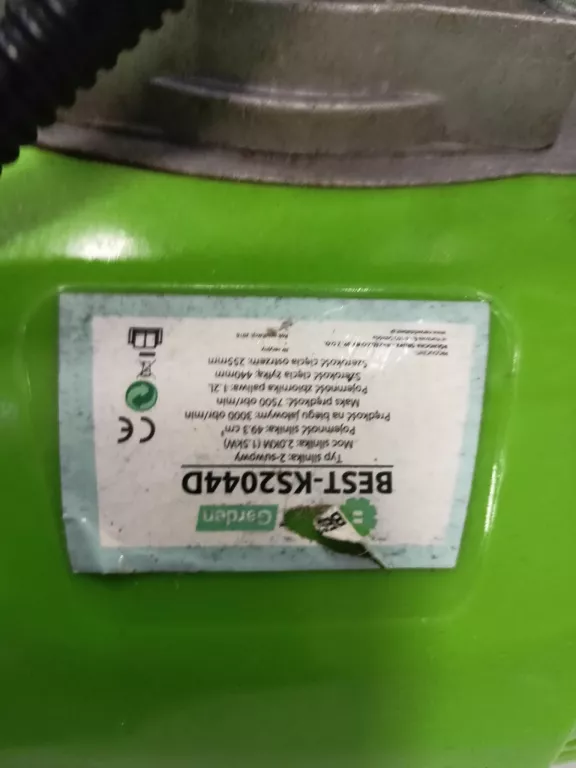 BE
Garden
BEST-KS2044D
Typ silnika: 2-suwowy
Moc silnika: 2.0KM (1.5kW)
Pojemność silnika: 49.3 cm³
Prędkość na biegu jałowym: 3000 obr/min
Maks prędkość: 7500 obr/min
Pojemność zbiornika paliwa: 1.2L
Szerokość cięcia żyłką: 440mm
Szerokość cięcia ostrzem: 255mm
CE